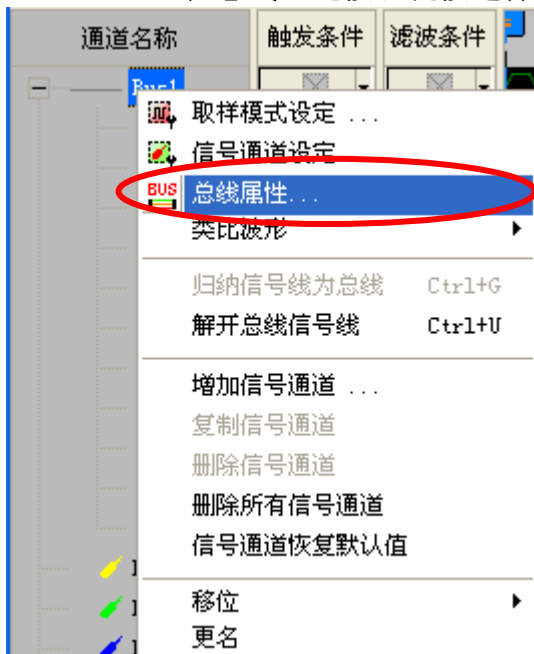 通道名称 触发条件 滤波条件
Bus1
取样模式设定 ...
信号通道设定
BUS 总线属性...
类比波形
归纳信号线为总线 Ctrl+G
解开总线信号线 Ctrl+U
增加信号通道 ...
复制信号通道
删除信号通道
删除所有信号通道
信号通道恢复默认值
移位
更名